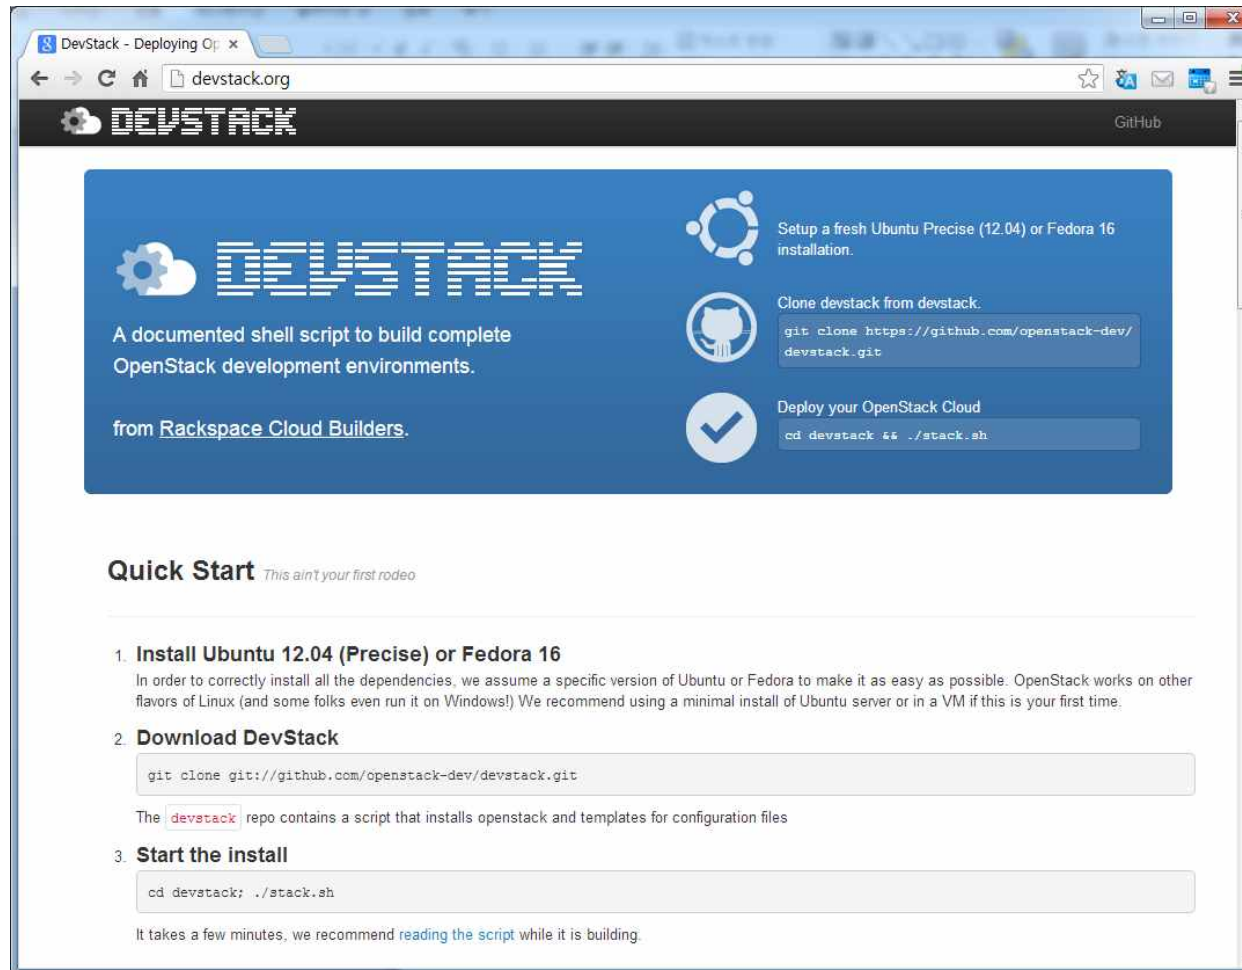 DevStack - Deploying Op
devstack.org
DEVSTACK
GitHub
DEVSTACK
A documented shell script to build complete
OpenStack development environments.
from Rackspace Cloud Builders.
Setup a fresh Ubuntu Precise (12.04) or Fedora 16
installation.
Clone devstack from devstack.
git clone https://github.com/openstack-dev/
devstack.git
Deploy your OpenStack Cloud
cd devstack && ./stack.sh
Quick Start This ain't your first rodeo
1. Install Ubuntu 12.04 (Precise) or Fedora 16
In order to correctly install all the dependencies, we assume a specific version of Ubuntu or Fedora to make it as easy as possible. OpenStack works on other
flavors of Linux (and some folks even run it on Windows!) We recommend using a minimal install of Ubuntu server or in a VM if this is your first time.
2. Download DevStack
git clone git://github.com/openstack-dev/devstack.git
The devstack repo contains a script that installs openstack and templates for configuration files
3. Start the install
cd devstack; ./stack.sh
It takes a few minutes, we recommend reading the script while it is building.